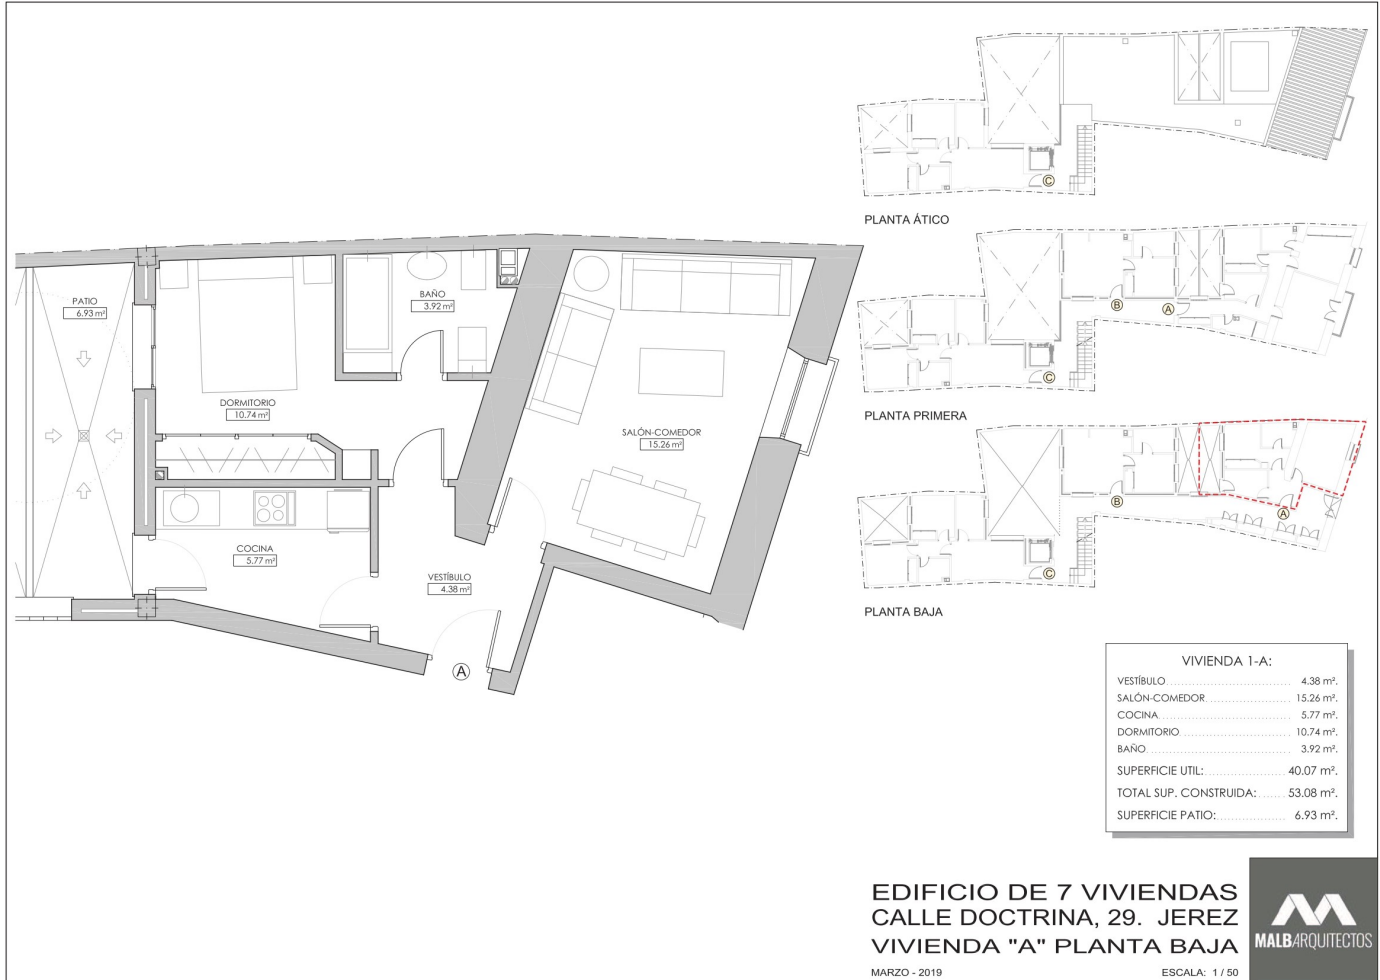 PATIO
6.93 m²
DORMITORIO
10.74 m²
BAÑO
3.92 m²
SALÓN-COMEDOR
15.26 m²
COCINA
5.77 m²
VESTÍBULO
4.38 m²
A
C
PLANTA ÁTICO
B
A
C
PLANTA PRIMERA
B
A
C
PLANTA BAJA
VIVIENDA 1-A:
VESTÍBULO 4.38 m².
SALÓN-COMEDOR 15.26 m².
COCINA 5.77 m².
DORMITORIO 10.74 m².
BAÑO 3.92 m².
SUPERFICIE UTIL: 40.07 m².
TOTAL SUP. CONSTRUIDA: 53.08 m².
SUPERFICIE PATIO: 6.93 m².
EDIFICIO DE 7 VIVIENDAS
CALLE DOCTRINA, 29. JEREZ
VIVIENDA "A" PLANTA BAJA
MARZO - 2019
ESCALA: 1 / 50
MALBARQUITECTOS